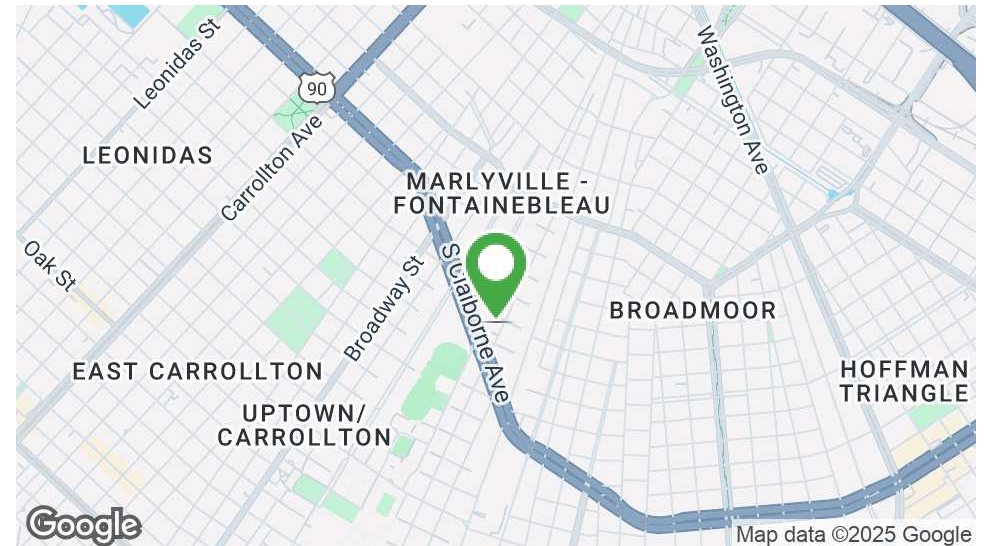 Leonidas St
90
Washington Ave
LEONIDAS
Carrollton Ave
MARLYVILLE -
FONTAINEBLEAU
Oak St
S Claiborne Ave
Broadway St
BROADMOOR
EAST CARROLLTON
HOFFMAN
TRIANGLE
UPTOWN/
CARROLLTON
Google
Map data ©2025 Google